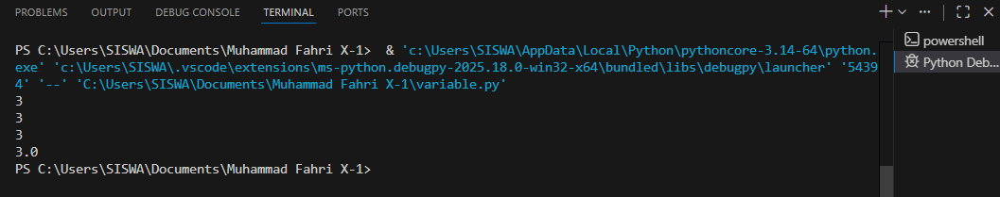 PROBLEMS OUTPUT DEBUG CONSOLE TERMINAL PORTS
PS C:\Users\SISWA\Documents\Muhammad Fahri X-1>  & 'c:\Users\SISWA\AppData\Local\Python\pythoncore-3.14-64\python.
exe' 'c:\Users\SISWA\.vscode\extensions\ms-python.debugpy-2025.18.0-win32-x64\bundled\libs\debugpy\launcher' '5439
4' '--' 'C:\Users\SISWA\Documents\Muhammad Fahri X-1\variable.py'
3
3
3
3.0
PS C:\Users\SISWA\Documents\Muhammad Fahri X-1>
powershell
Python Deb...